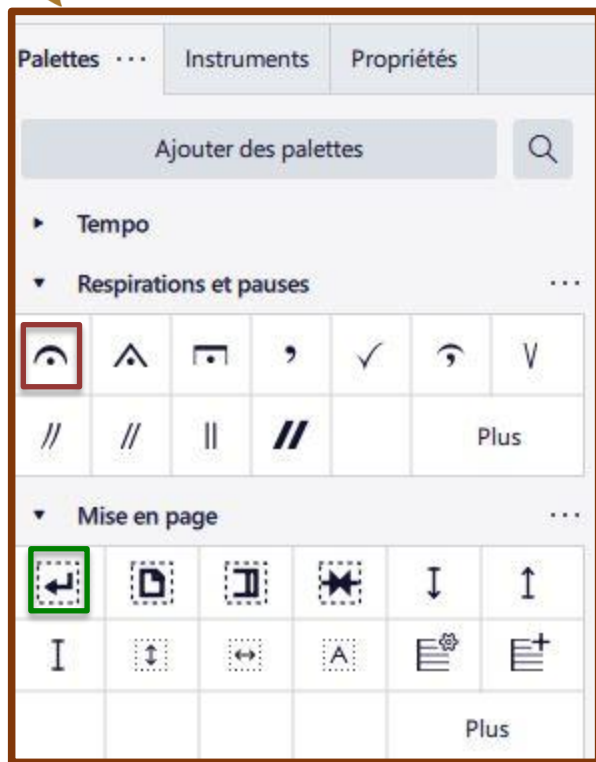 Palettes ··· Instruments Propriétés
Ajouter des palettes
Tempo
Respirations et pauses ···
Plus
Mise en page ···
A
Plus